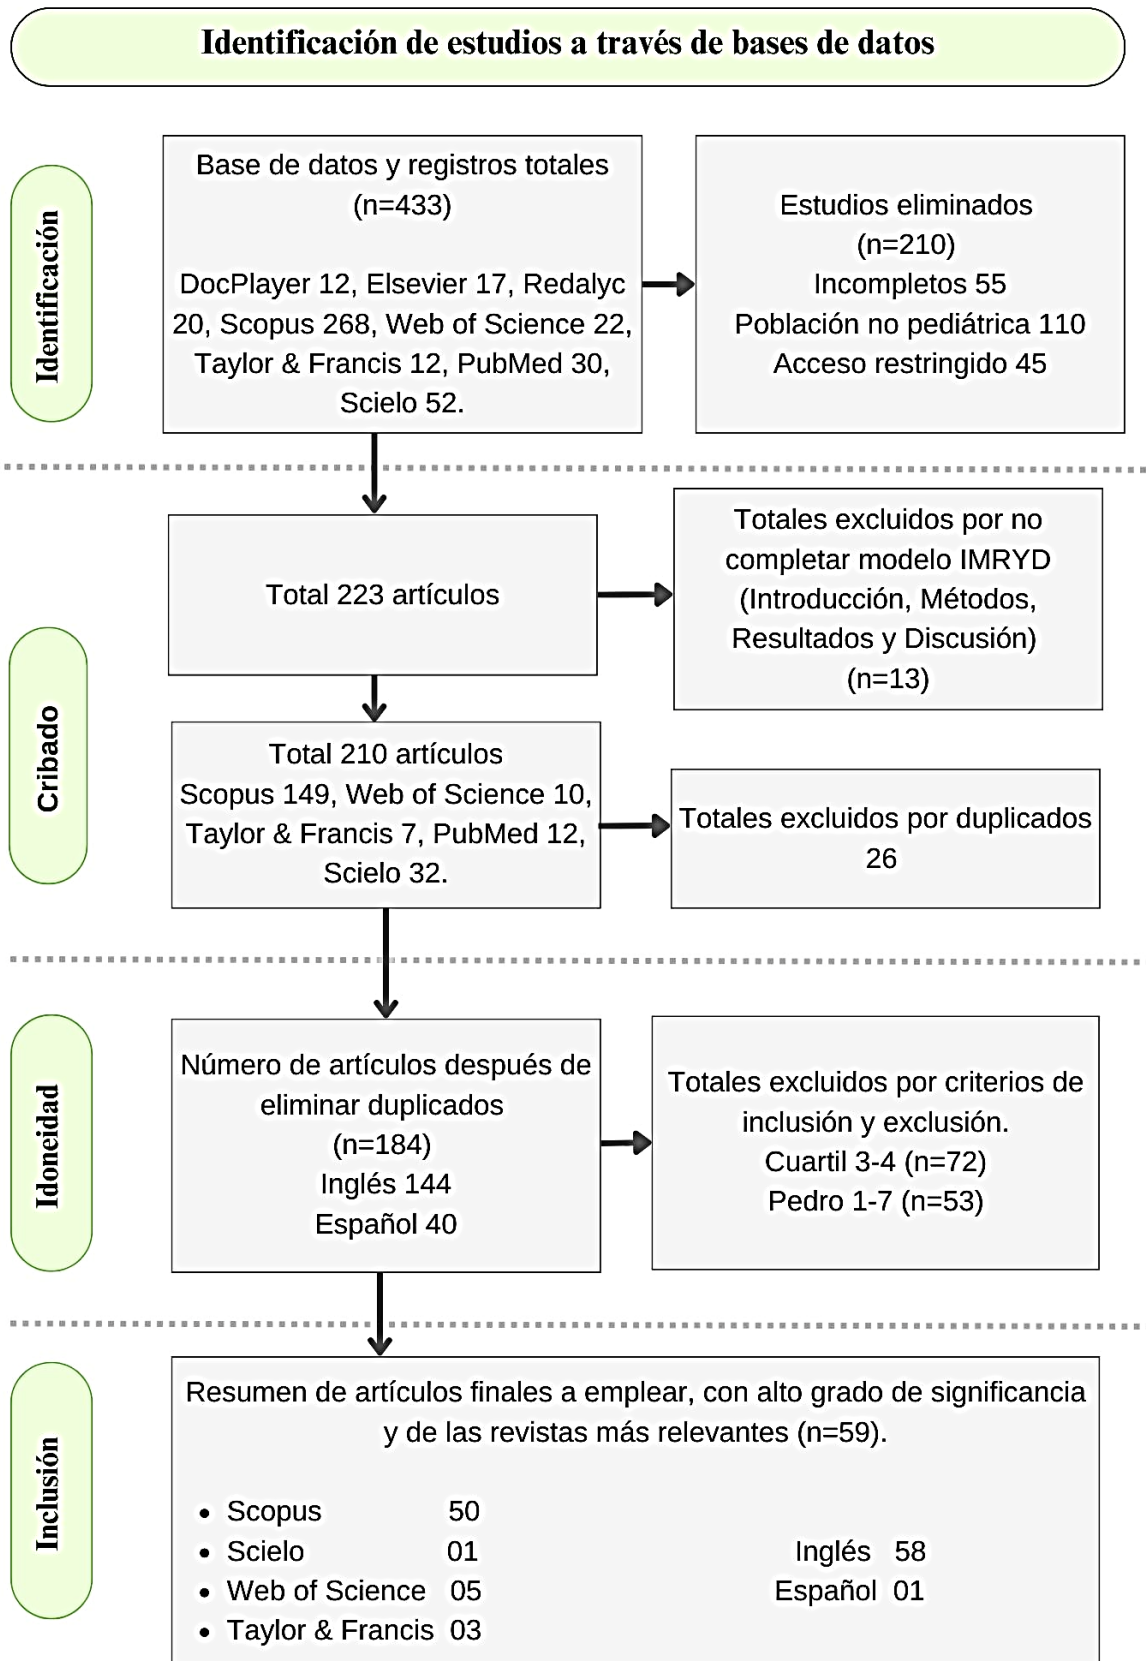 Identificación de estudios a través de bases de datos
Identificación
Base de datos y registros totales
(n=433)
DocPlayer 12, Elsevier 17, Redalyc
20, Scopus 268, Web of Science 22,
Taylor & Francis 12, PubMed 30,
Scielo 52.
Estudios eliminados
(n=210)
Incompletos 55
Población no pediátrica 110
Acceso restringido 45
Cribado
Total 223 artículos
Totales excluidos por no
completar modelo IMRYD
(Introducción, Métodos,
Resultados y Discusión)
(n=13)
Total 210 artículos
Scopus 149, Web of Science 10,
Taylor & Francis 7, PubMed 12,
Scielo 32.
Totales excluidos por duplicados
26
Idoneidad
Número de artículos después de
eliminar duplicados
(n=184)
Inglés 144
Español 40
Totales excluidos por criterios de
inclusión y exclusión.
Cuartil 3-4 (n=72)
Pedro 1-7 (n=53)
Inclusión
Resumen de artículos finales a emplear, con alto grado de significancia
y de las revistas más relevantes (n=59).
• Scopus 50
• Scielo 01
• Web of Science 05
• Taylor & Francis 03
Inglés 58
Español 01